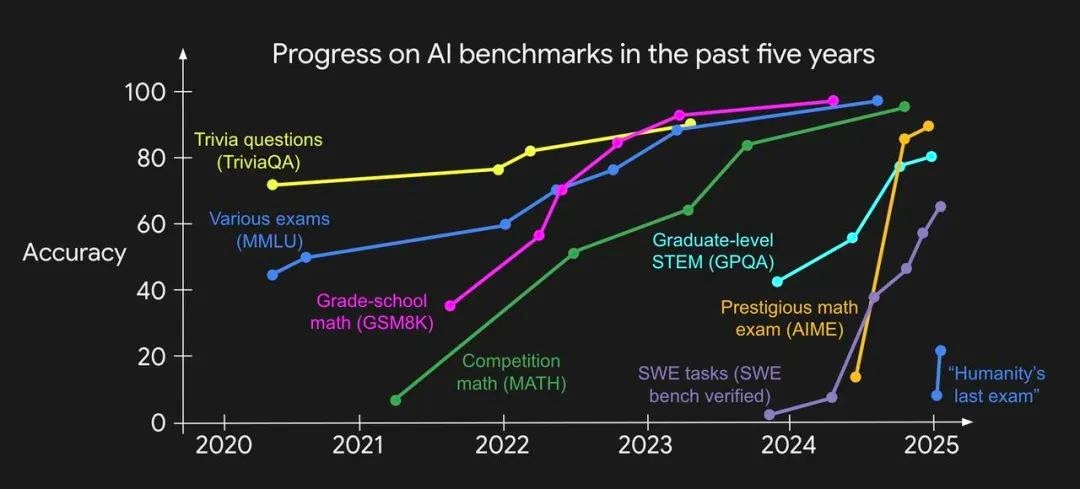 Progress on AI benchmarks in the past five years
100
Trivia questions
(TriviaQA)
80
Various exams
(MMLU)
60
Accuracy
Graduate-level
STEM (GPQA)
40
Grade-school
math (GSM8K)
Prestigious math
exam (AIME)
20
Competition
math (MATH)
SWE tasks (SWE
bench verified)
“Humanity’s
last exam”
0
2020 2021 2022 2023 2024 2025